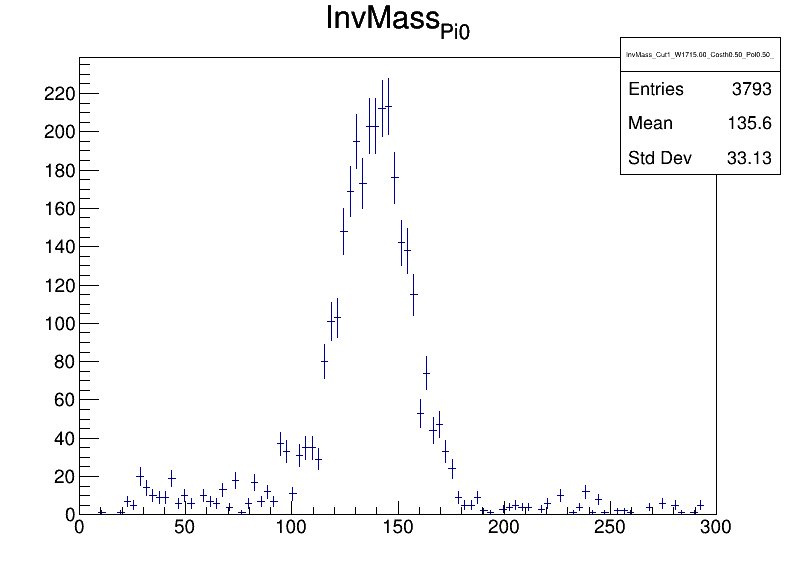 InvMass_Pi0
InvMass_Cut1_W1715.00_Costh0.50_Pol0.50_
Entries 3793
Mean 135.6
Std Dev 33.13
220
200
180
160
140
120
100
80
60
40
20
0
0 50 100 150 200 250 300